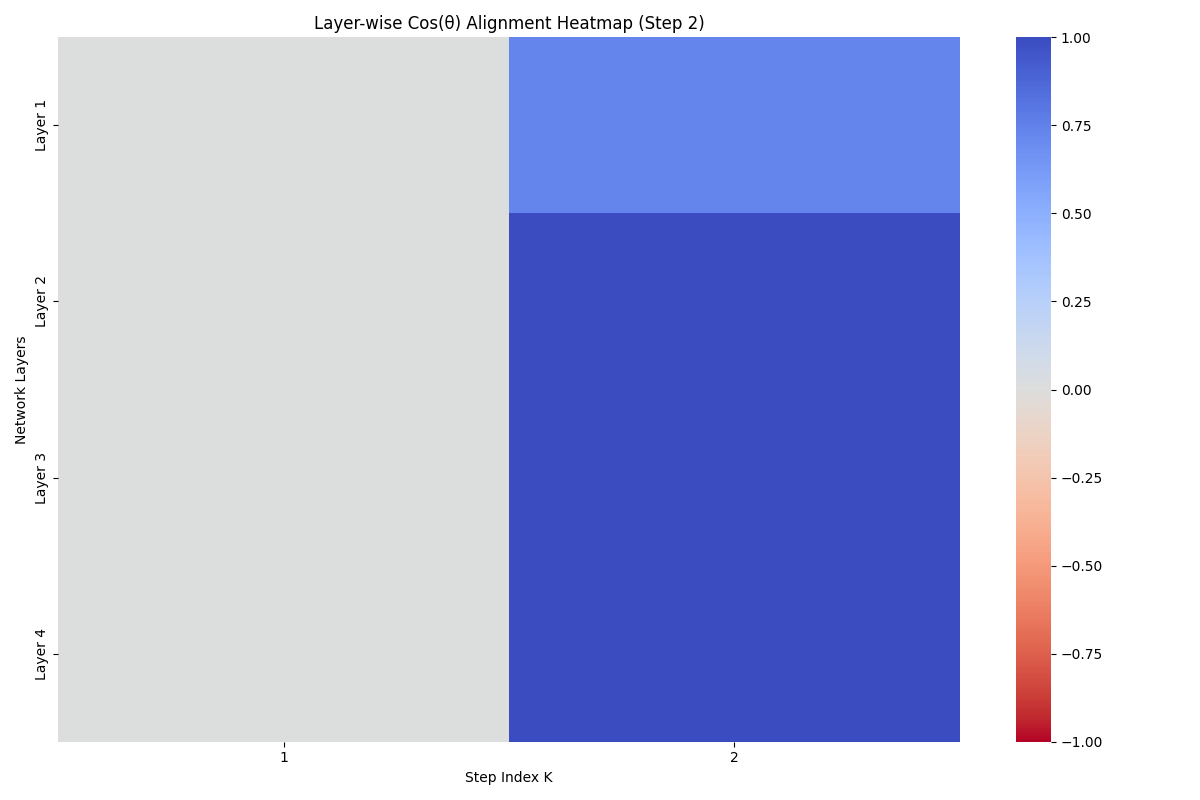 Layer-wise Cos(θ) Alignment Heatmap (Step 2)
Network Layers
Layer 1
Layer 2
Layer 3
Layer 4
1
2
Step Index K
1.00
0.75
0.50
0.25
0.00
−0.25
−0.50
−0.75
−1.00